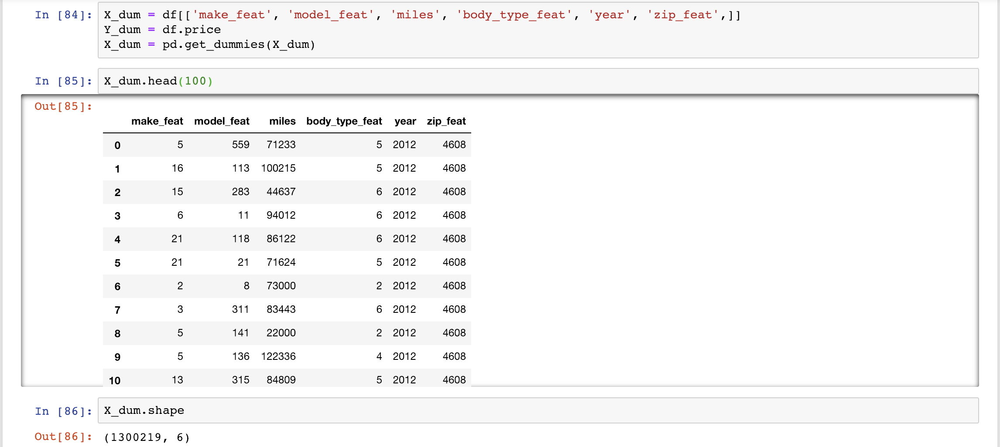 In [84]: X_dum = df[['make_feat', 'model_feat', 'miles', 'body_type_feat', 'year', 'zip_feat',]]
Y_dum = df.price
X_dum = pd.get_dummies(X_dum)
In [85]: X_dum.head(100)
Out[85]:
make_feat model_feat miles body_type_feat year zip_feat
0 5 559 71233 5 2012 4608
1 16 113 100215 5 2012 4608
2 15 283 44637 6 2012 4608
3 6 11 94012 6 2012 4608
4 21 118 86122 6 2012 4608
5 21 21 71624 5 2012 4608
6 2 8 73000 2 2012 4608
7 3 311 83443 6 2012 4608
8 5 141 22000 2 2012 4608
9 5 136 122336 4 2012 4608
10 13 315 84809 5 2012 4608
In [86]: X_dum.shape
Out[86]: (1300219, 6)